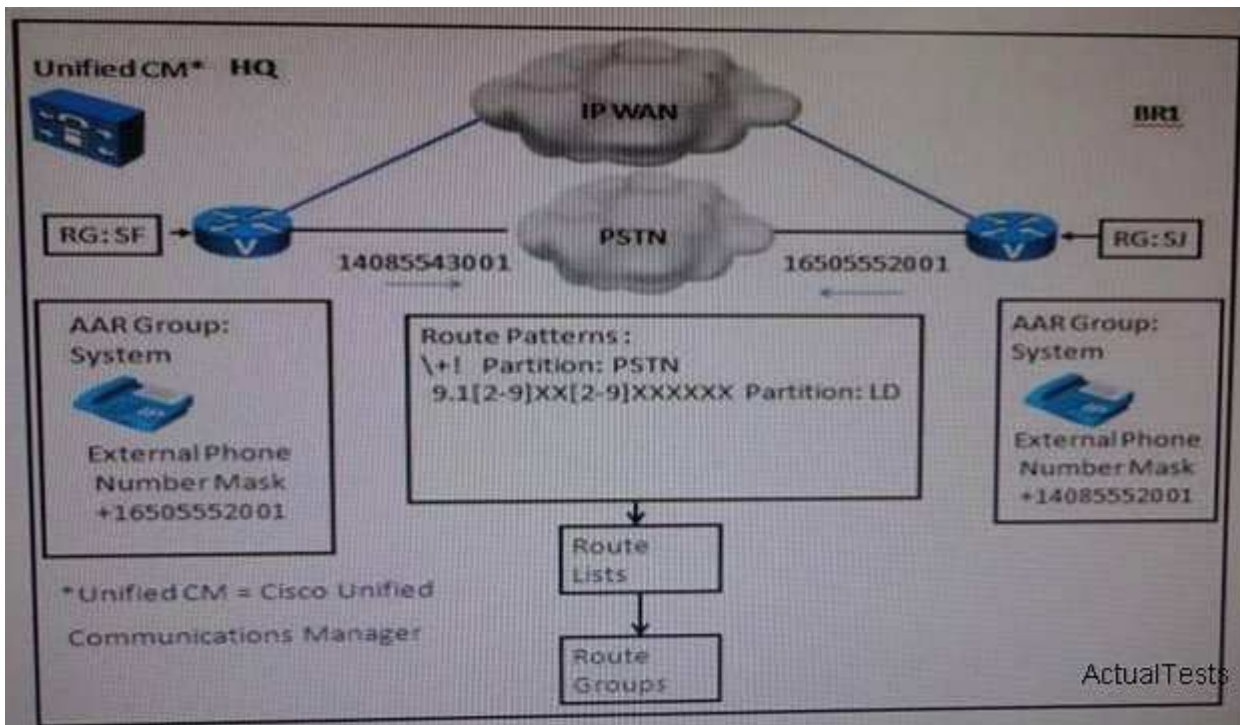 Unified CM* HQ
IP WAN
BR1
RG: SF
PSTN
RG: SJ
14085543001
16505552001
AAR Group:
System
External Phone
Number Mask
+16505552001
Route Patterns :
\+! Partition: PSTN
9.1[2-9]XX[2-9]XXXXXX Partition: LD
AAR Group:
System
External Phone
Number Mask
+14085552001
Route
Lists
Route
Groups
*Unified CM = Cisco Unified
Communications Manager
V
V
ActualTests